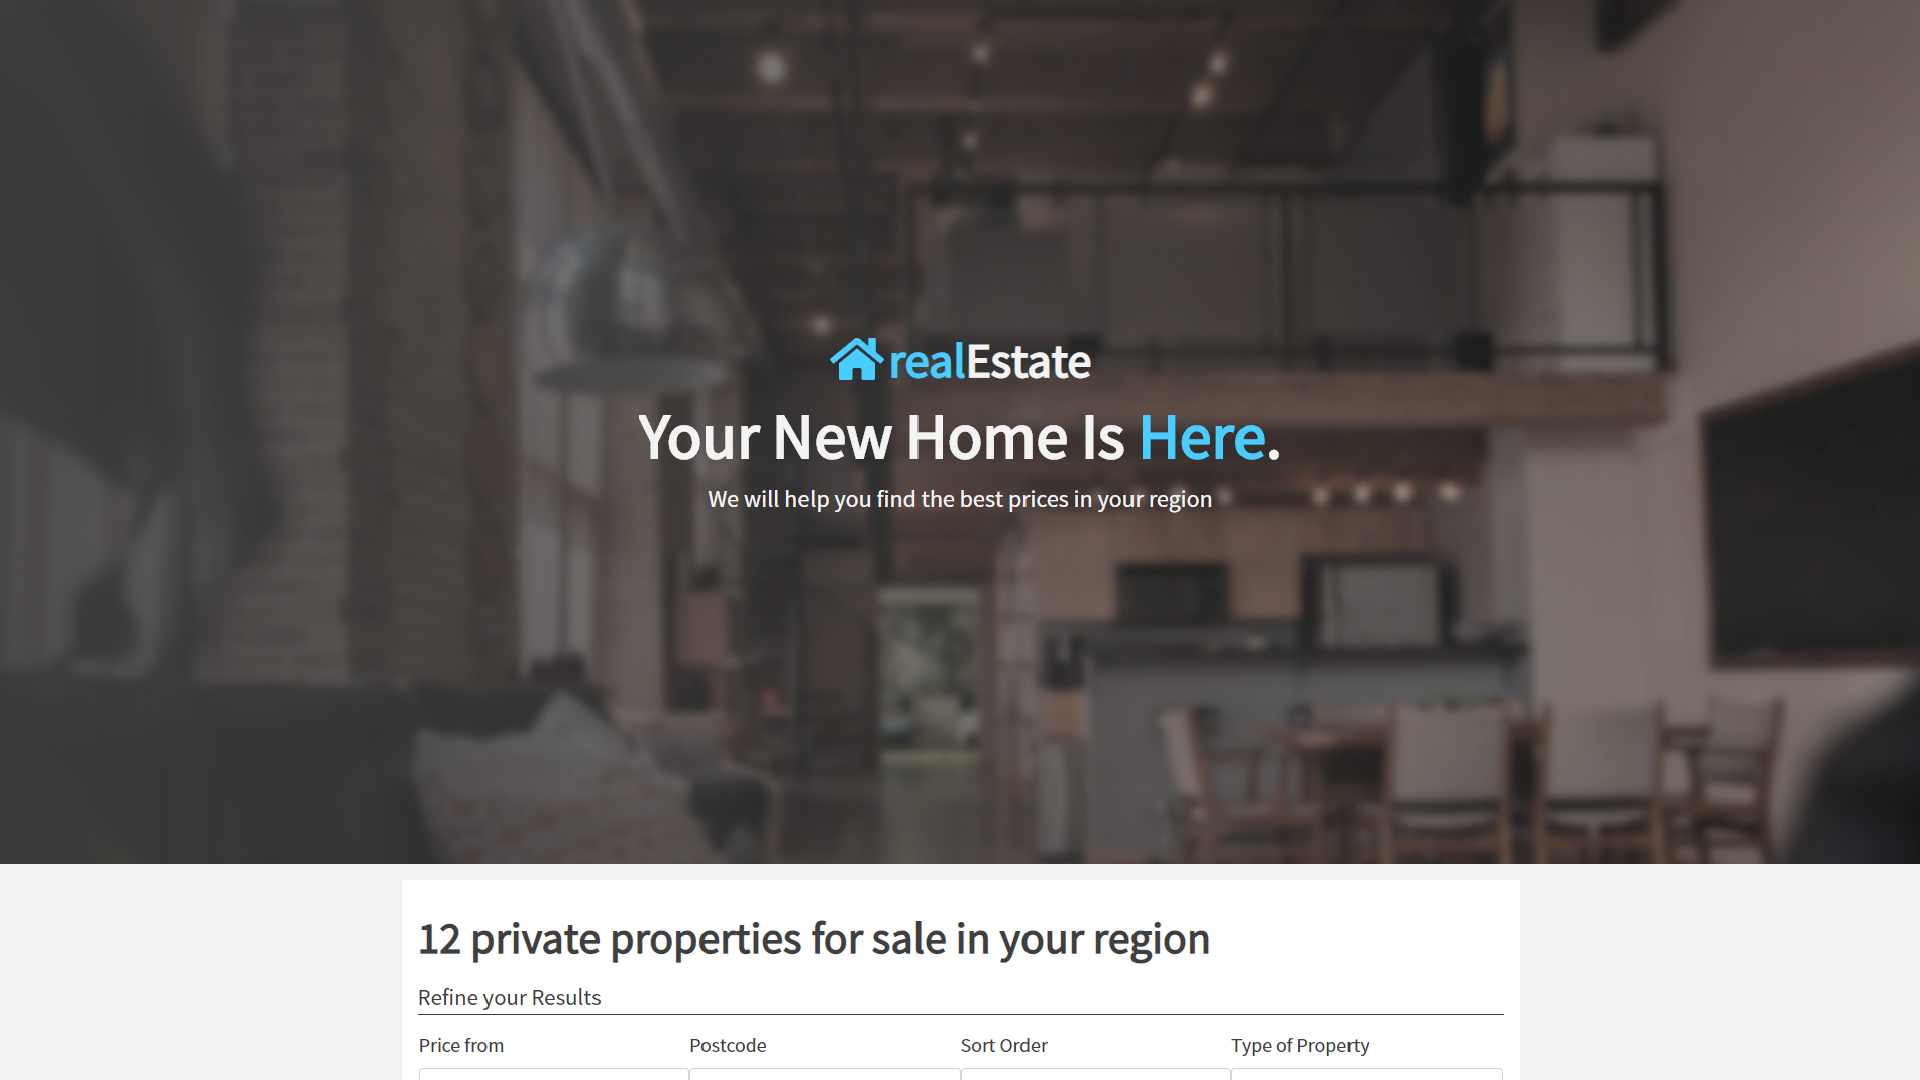 realEstate
Your New Home Is Here.
We will help you find the best prices in your region
12 private properties for sale in your region
Refine your Results
Price from
Postcode
Sort Order
Type of Property